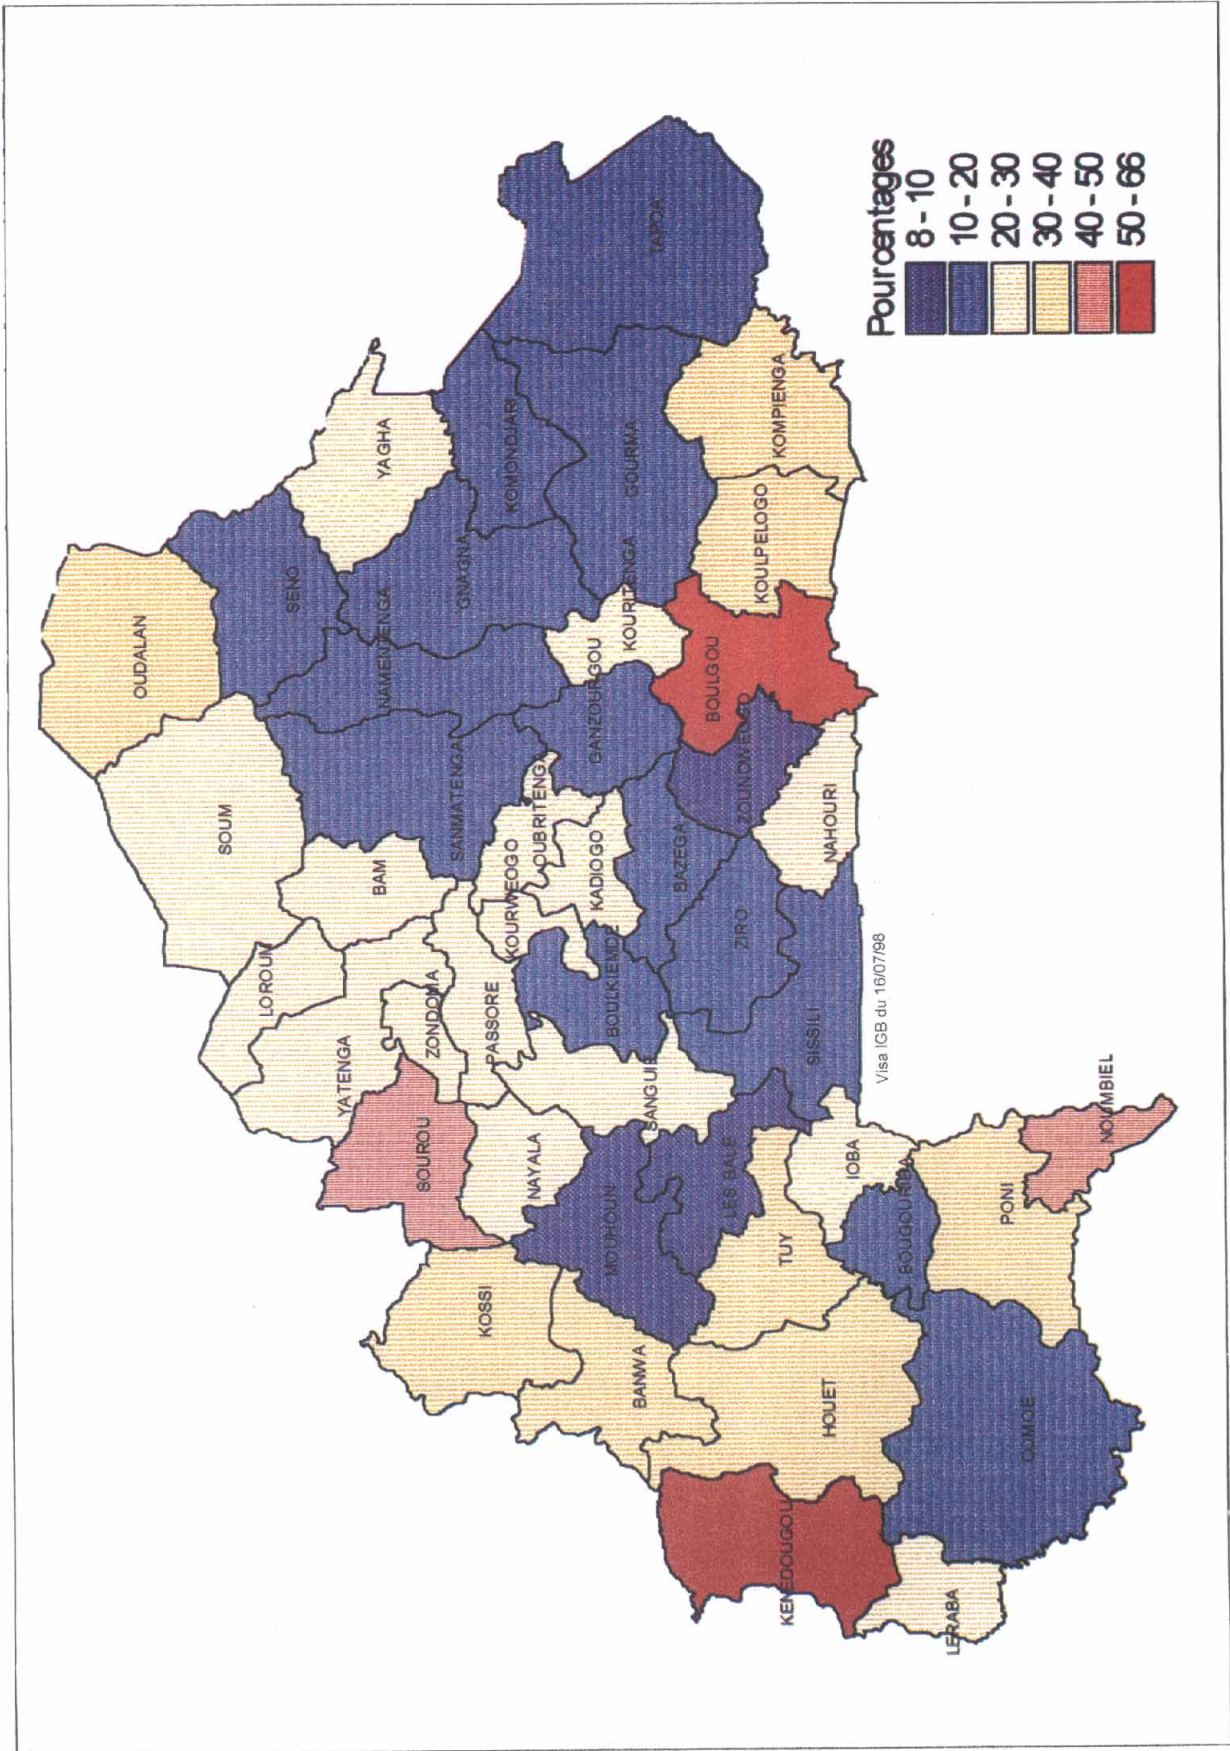 OUDALAN
SOUM
SENO
YAGHA
LOROUM
BAM
NAMENTENGA
YATENGA
ZONDOMA
SANMATENGA
GNAGNA
KOMONDJARI
TAPOA
SOUROU
PASSORE
KOURWEOGO
OUBRITENGA
KOSSI
NAYALA
BOULKIEMDE
KADIOGO
GANZOURGOU
KOURITENGA
GOURMA
BANWA
MOUHOUN
SANGUIE
BAZEGA
BOULGOU
KOULPELOGO
KOMPIENGA
LES BALE
ZIRO
ZOUNDWEOGO
KENEDOUGOU
HOUET
TUY
IOBA
SISSILI
NAHOURI
BOUGOURIBA
LERABA
COMOE
PONI
NOUMBIEL
Visa IGB du 16/07/98
Pourcentages
8 - 10
10 - 20
20 - 30
30 - 40
40 - 50
50 - 66